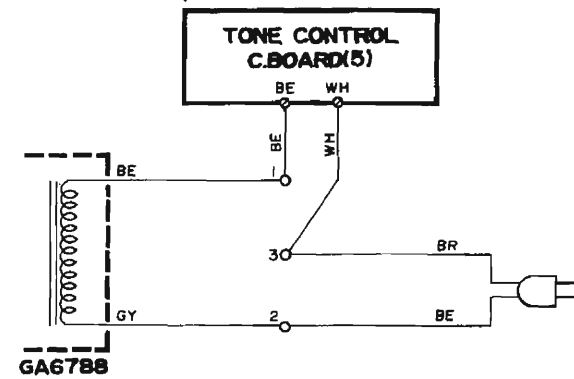 TONE CONTROL
C.BOARD(5)
BE WH
BE
WH
BE
1
3
BR
GY
2
BE
GA6788